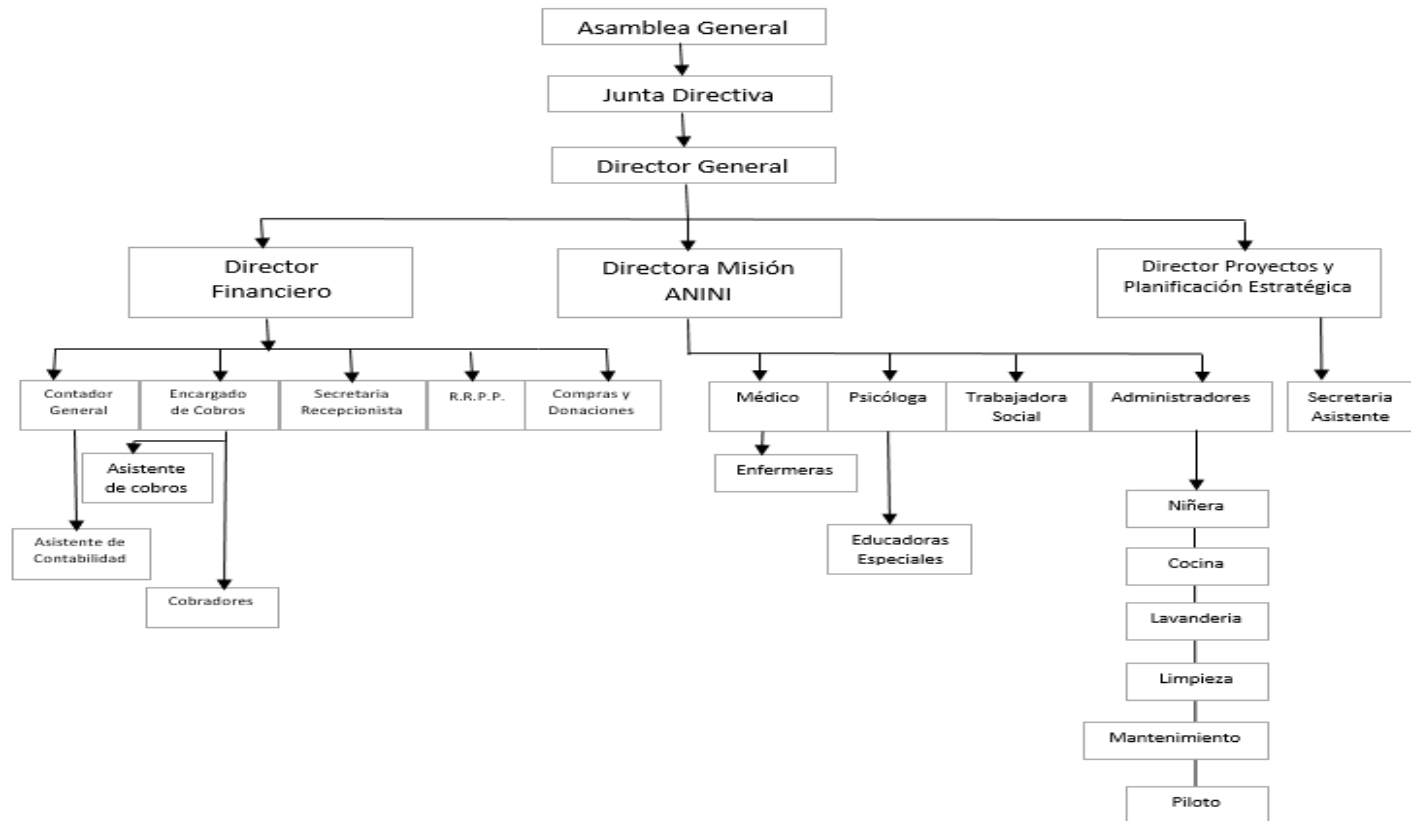 Asamblea General
Junta Directiva
Director General
Director
Financiero
Directora Misión
ANINI
Director Proyectos y
Planificación Estratégica
Contador
General
Encargado
de Cobros
Secretaria
Recepcionista
R.R.P.P.
Compras y
Donaciones
Médico
Psicóloga
Trabajadora
Social
Administradores
Secretaria
Asistente
Asistente
de cobros
Enfermeras
Asistente de
Contabilidad
Educadoras
Especiales
Cobradores
Niñera
Cocina
Lavanderia
Limpieza
Mantenimiento
Piloto